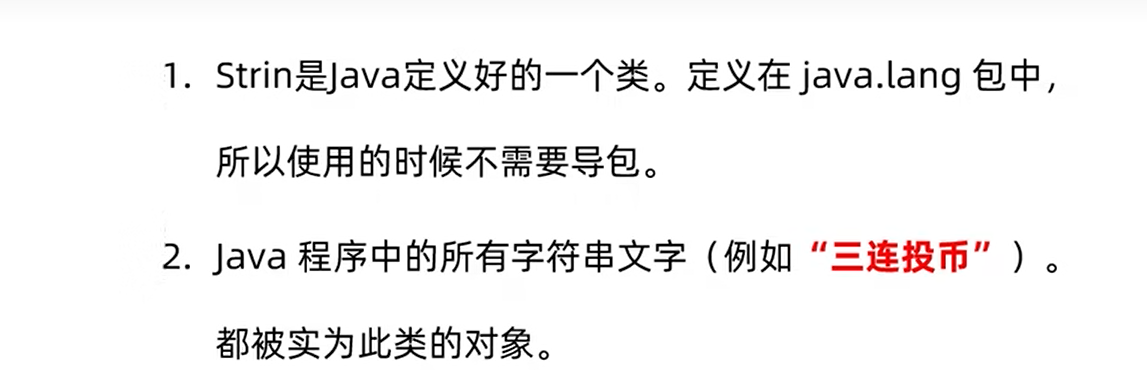 1. Strin是Java定义好的一个类。定义在 java.lang 包中，
所以使用的时候不需要导包。
2. Java 程序中的所有字符串文字（例如“三连投币”）。
都被实为此类的对象。